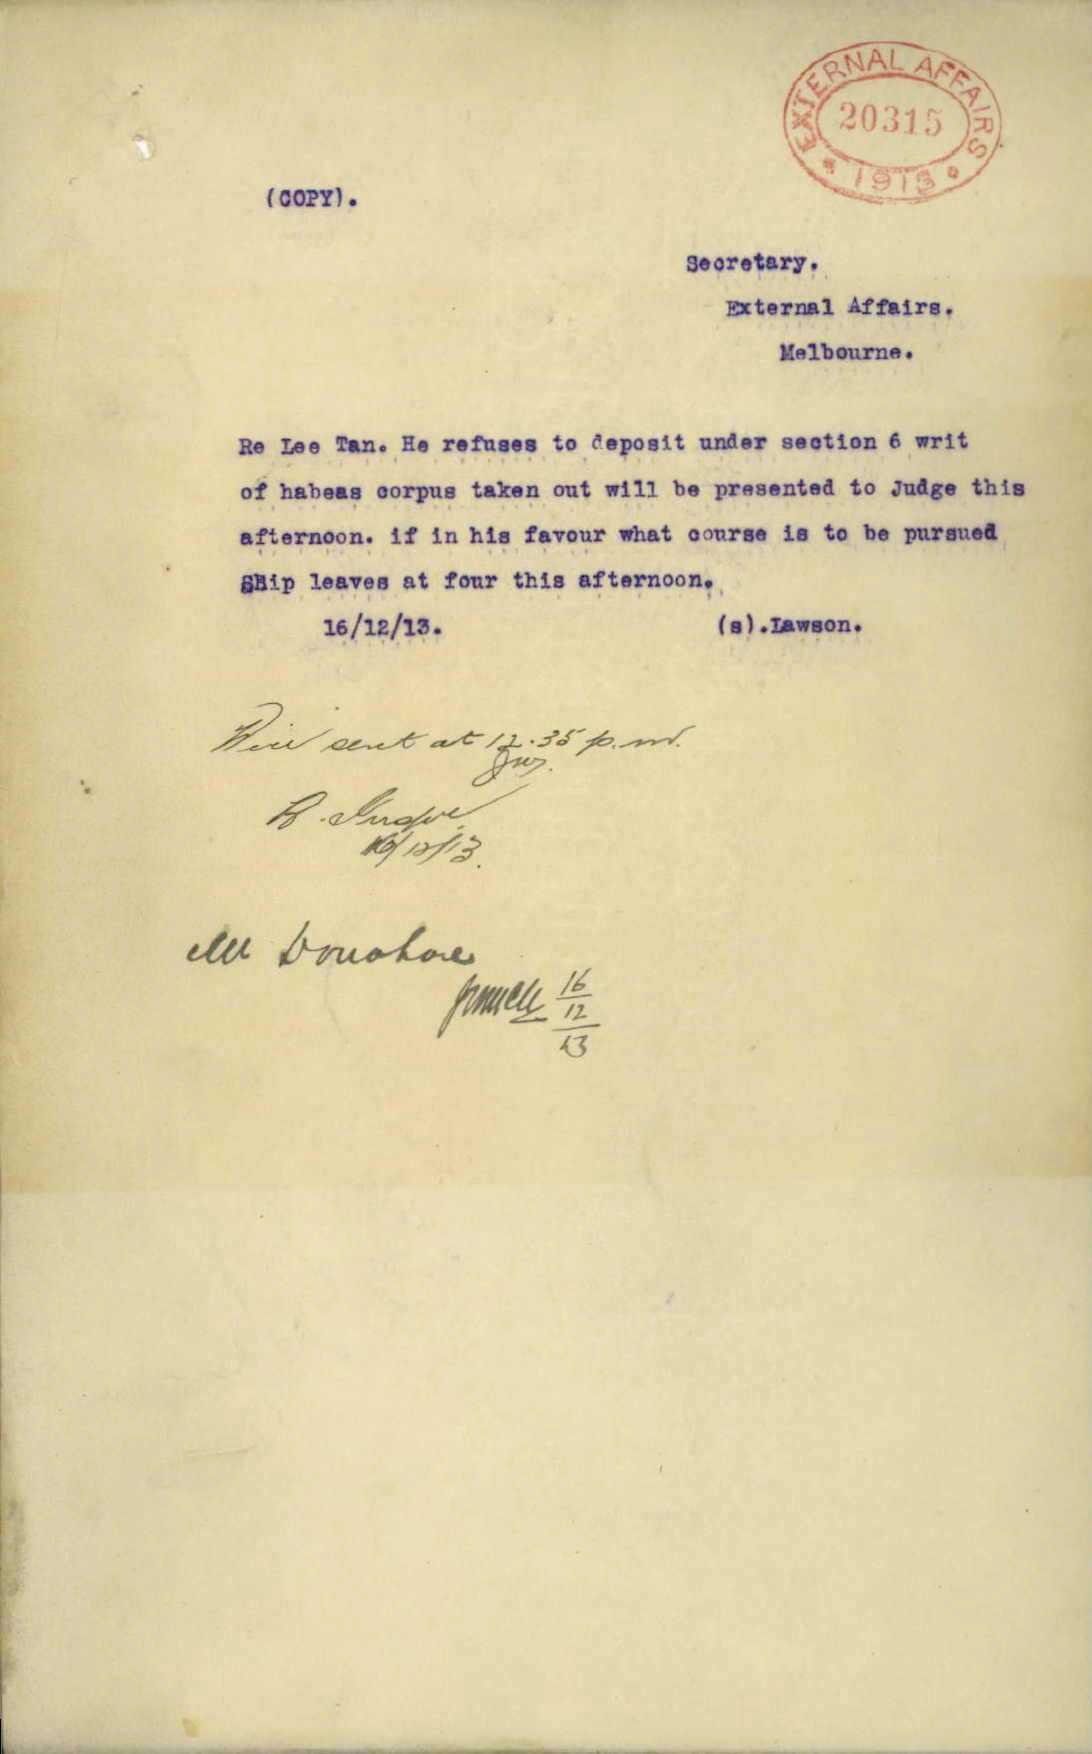 EXTERNAL AFFAIRS
20315
1913
(COPY).
Secretary.
External Affairs.
Melbourne.
Re Lee Tan. He refuses to deposit under section 6 writ
of habeas corpus taken out will be presented to Judge this
afternoon. if in his favour what course is to be pursued
SHip leaves at four this afternoon.
16/12/13. (s).Lawson.
Wire sent at 12.35 p.m.
16/12/13.
Mr Donohoe
16
12
13